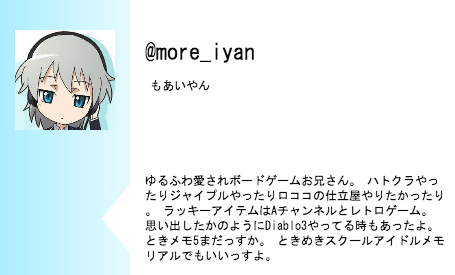 @more_iyan
もあいやん
ゆるふわ愛されボードゲームお兄さん。 ハトクラやっ
たりジャイプルやったりロココの仕立屋やりたかったり
。 ラッキーアイテムはAチャンネルとレトロゲーム。
思い出したかのようにDiablo3やってる時もあったよ。
ときメモ5まだっすか。 ときめきスクールアイドルメモ
リアルでもいいっすよ。